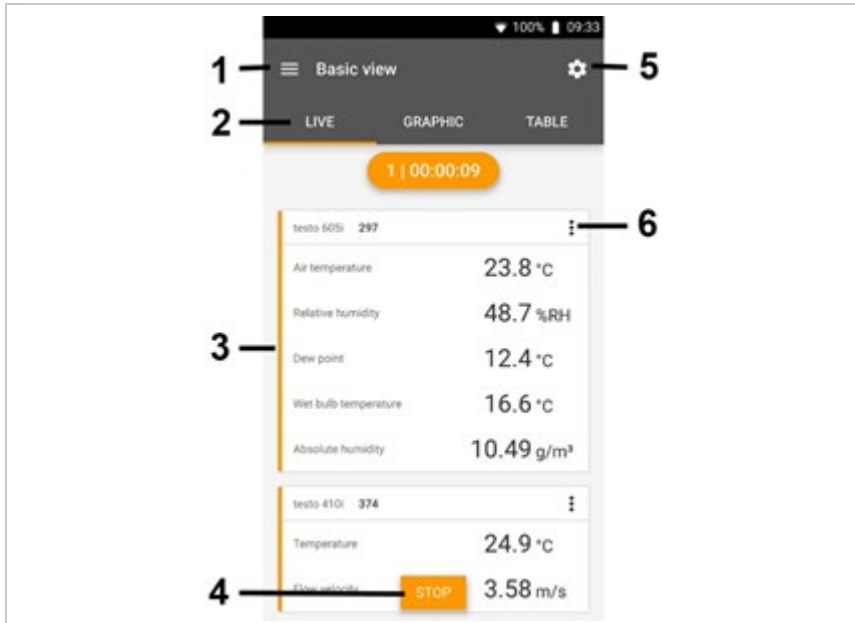 100% 09:33
1 Basic view 5
2 LIVE GRAPHIC TABLE
1 | 00:00:09
testo 605i 297 6
Air temperature 23.8 °C
Relative humidity 48.7 %RH
3
Dew point 12.4 °C
Wet bulb temperature 16.6 °C
Absolute humidity 10.49 g/m³
testo 410i 374
Temperature 24.9 °C
4 Flow velocity STOP 3.58 m/s